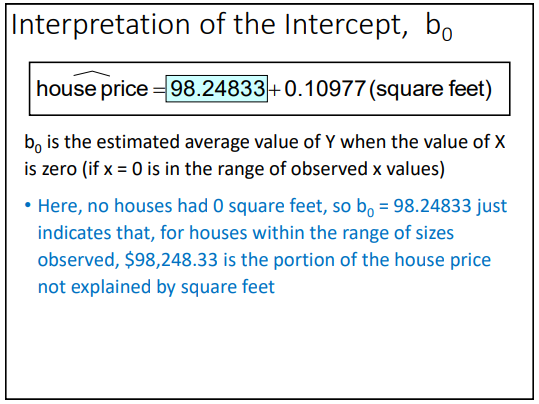 Interpretation of the Intercept, b₀
house price = 98.24833 + 0.10977 (square feet)
b₀ is the estimated average value of Y when the value of X
is zero (if x = 0 is in the range of observed x values)
• Here, no houses had 0 square feet, so b₀ = 98.24833 just
indicates that, for houses within the range of sizes
observed, $98,248.33 is the portion of the house price
not explained by square feet